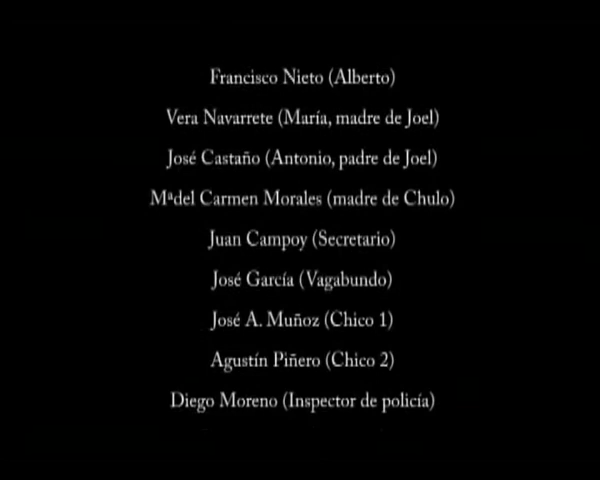 Francisco Nieto (Alberto)
Vera Navarrete (María, madre de Joel)
José Castaño (Antonio, padre de Joel)
Mªdel Carmen Morales (madre de Chulo)
Juan Campoy (Secretario)
José García (Vagabundo)
José A. Muñoz (Chico 1)
Agustín Piñero (Chico 2)
Diego Moreno (Inspector de policía)